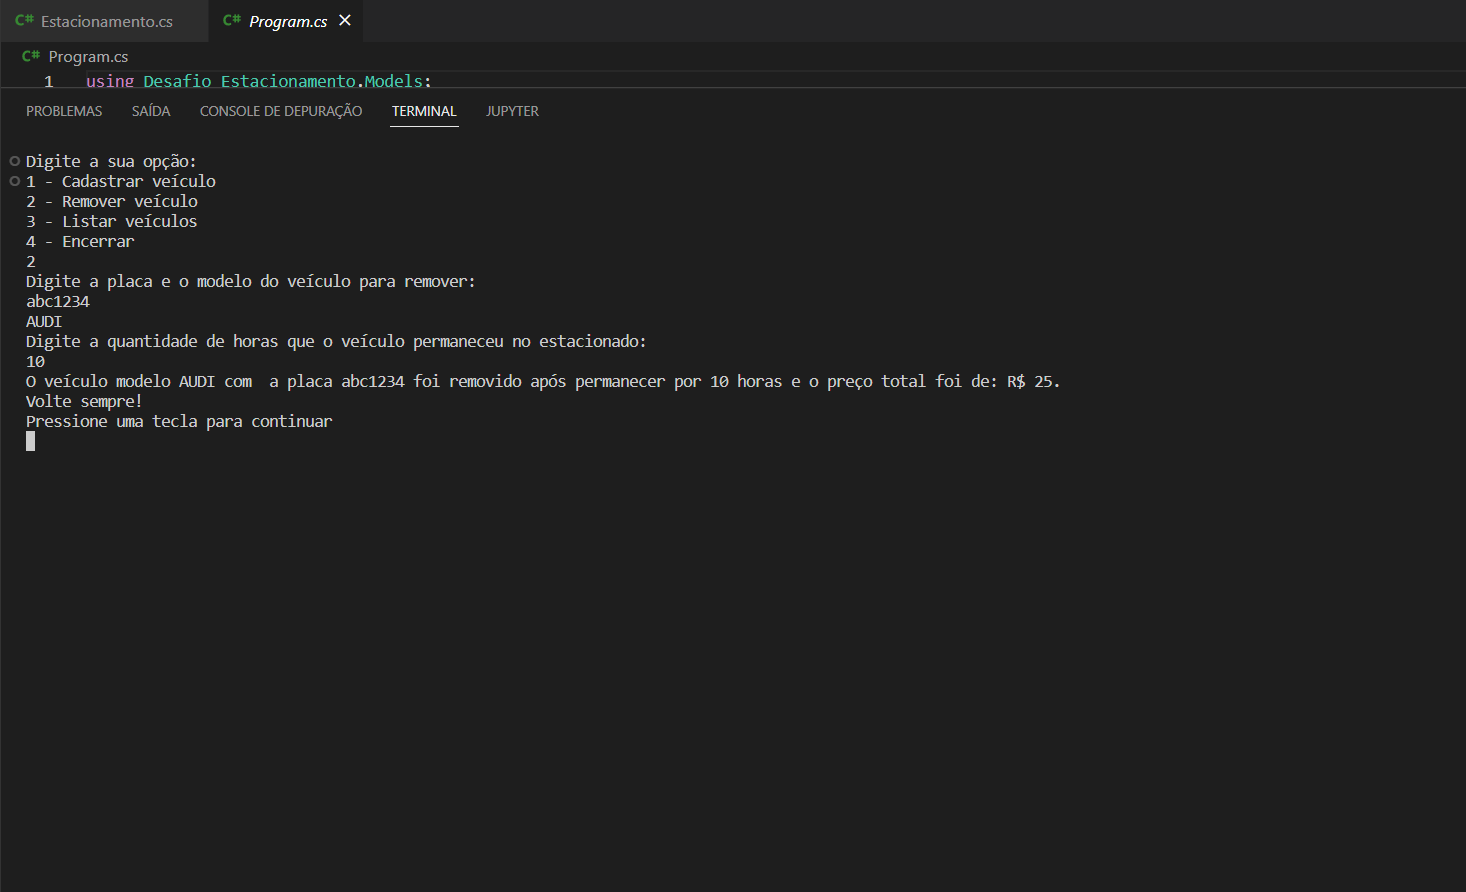 C# Estacionamento.cs C# Program.cs ×
C# Program.cs
1 using Desafio_Estacionamento.Models;
PROBLEMAS SAÍDA CONSOLE DE DEPURAÇÃO TERMINAL JUPYTER
Digite a sua opção:
1 - Cadastrar veículo
2 - Remover veículo
3 - Listar veículos
4 - Encerrar
2
Digite a placa e o modelo do veículo para remover:
abc1234
AUDI
Digite a quantidade de horas que o veículo permaneceu no estacionado:
10
O veículo modelo AUDI com  a placa abc1234 foi removido após permanecer por 10 horas e o preço total foi de: R$ 25.
Volte sempre!
Pressione uma tecla para continuar